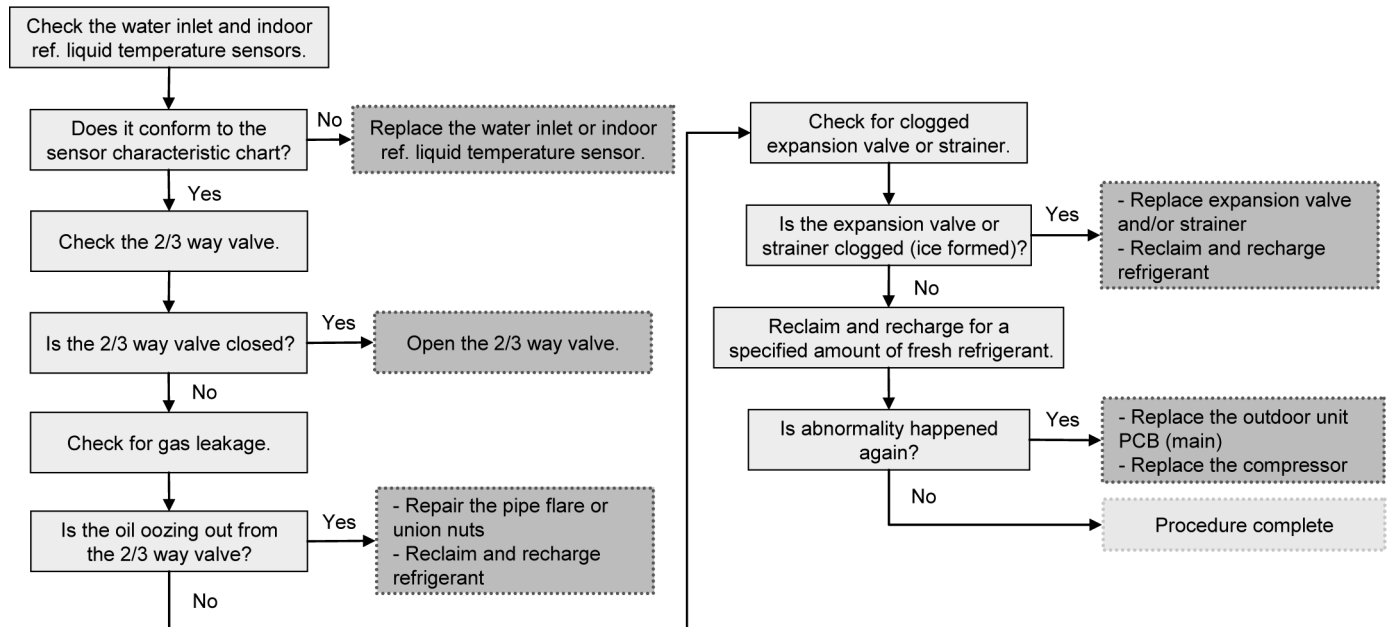 Check the water inlet and indoor
ref. liquid temperature sensors.
Does it conform to the
sensor characteristic chart?
No
Replace the water inlet or indoor
ref. liquid temperature sensor.
Yes
Check the 2/3 way valve.
Is the 2/3 way valve closed?
Yes
Open the 2/3 way valve.
No
Check for gas leakage.
Is the oil oozing out from
the 2/3 way valve?
Yes
- Repair the pipe flare or
union nuts
- Reclaim and recharge
refrigerant
No
Check for clogged
expansion valve or strainer.
Is the expansion valve or
strainer clogged (ice formed)?
Yes
- Replace expansion valve
and/or strainer
- Reclaim and recharge
refrigerant
No
Reclaim and recharge for a
specified amount of fresh refrigerant.
Is abnormality happened
again?
Yes
- Replace the outdoor unit
PCB (main)
- Replace the compressor
No
Procedure complete